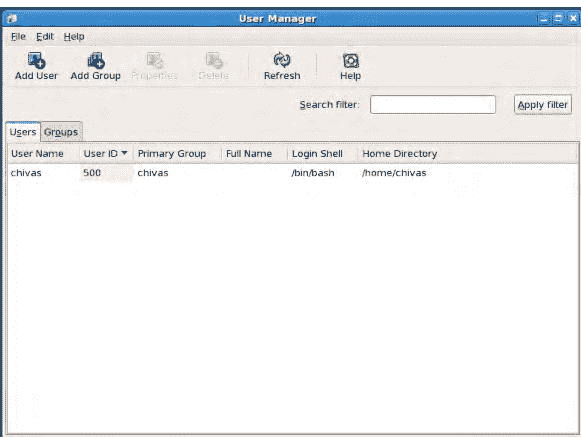 User Manager
File Edit Help
Add User Add Group Properties Delete Refresh Help
Search filter: Apply filter
Users Groups
User Name User ID Primary Group Full Name Login Shell Home Directory
chivas 500 chivas /bin/bash /home/chivas